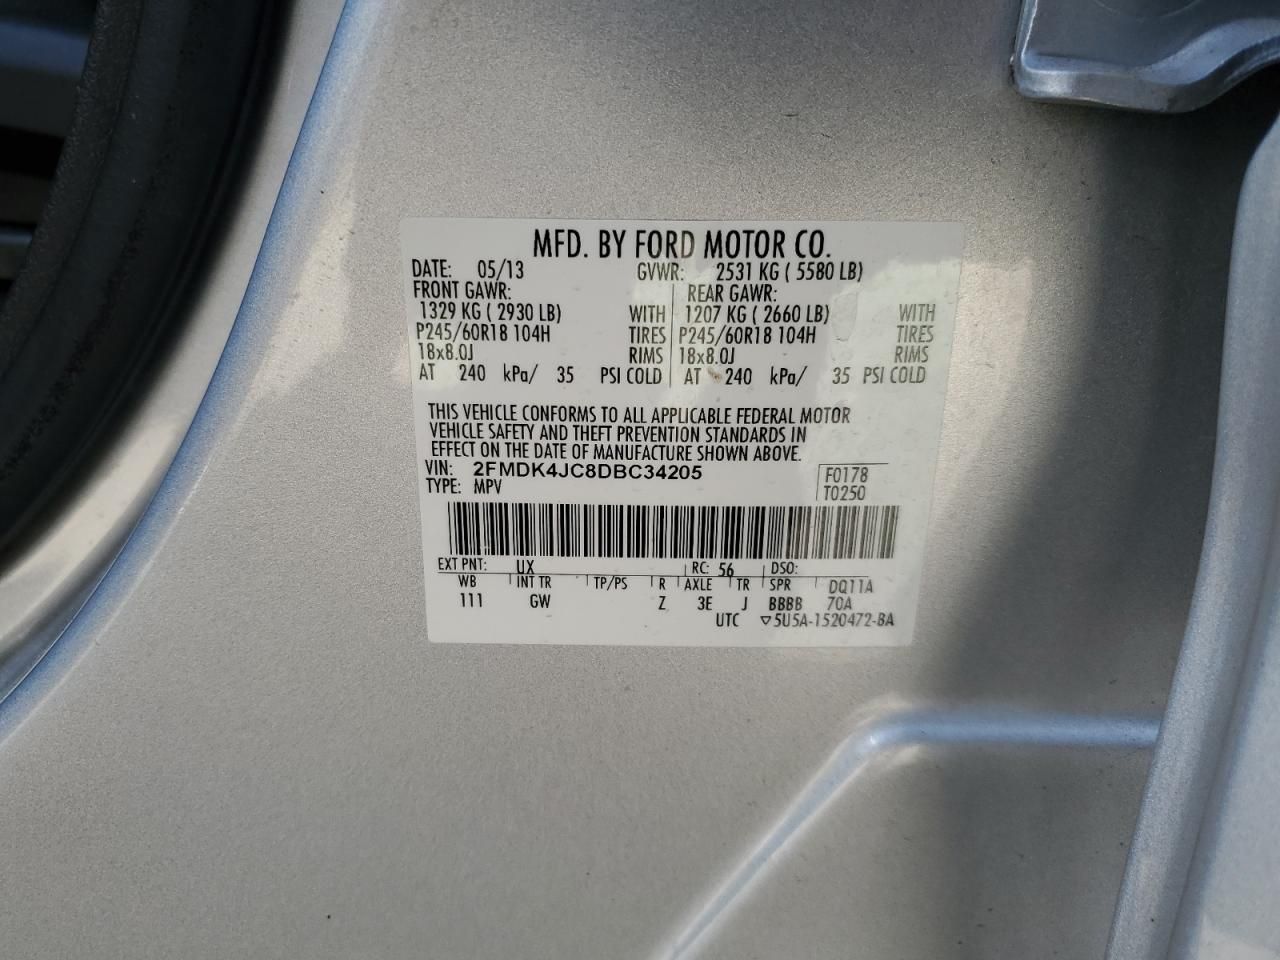 MFD. BY FORD MOTOR CO.
DATE: 05/13 GVWR: 2531 KG ( 5580 LB)
FRONT GAWR: REAR GAWR:
1329 KG ( 2930 LB) WITH 1207 KG ( 2660 LB) WITH
P245/60R18 104H TIRES P245/60R18 104H TIRES
18x8.0J RIMS 18x8.0J RIMS
AT 240 kPa/ 35 PSI COLD AT 240 kPa/ 35 PSI COLD
THIS VEHICLE CONFORMS TO ALL APPLICABLE FEDERAL MOTOR
VEHICLE SAFETY AND THEFT PREVENTION STANDARDS IN
EFFECT ON THE DATE OF MANUFACTURE SHOWN ABOVE.
VIN: 2FMDK4JC8DBC34205 F0178
TYPE: MPV T0250
EXT PNT: UX RC: 56 DSO:
WB INT TR TP/PS R AXLE TR SPR DQ11A
111 GW Z 3E J BBBB 70A
UTC ▽5U5A-1520472-BA